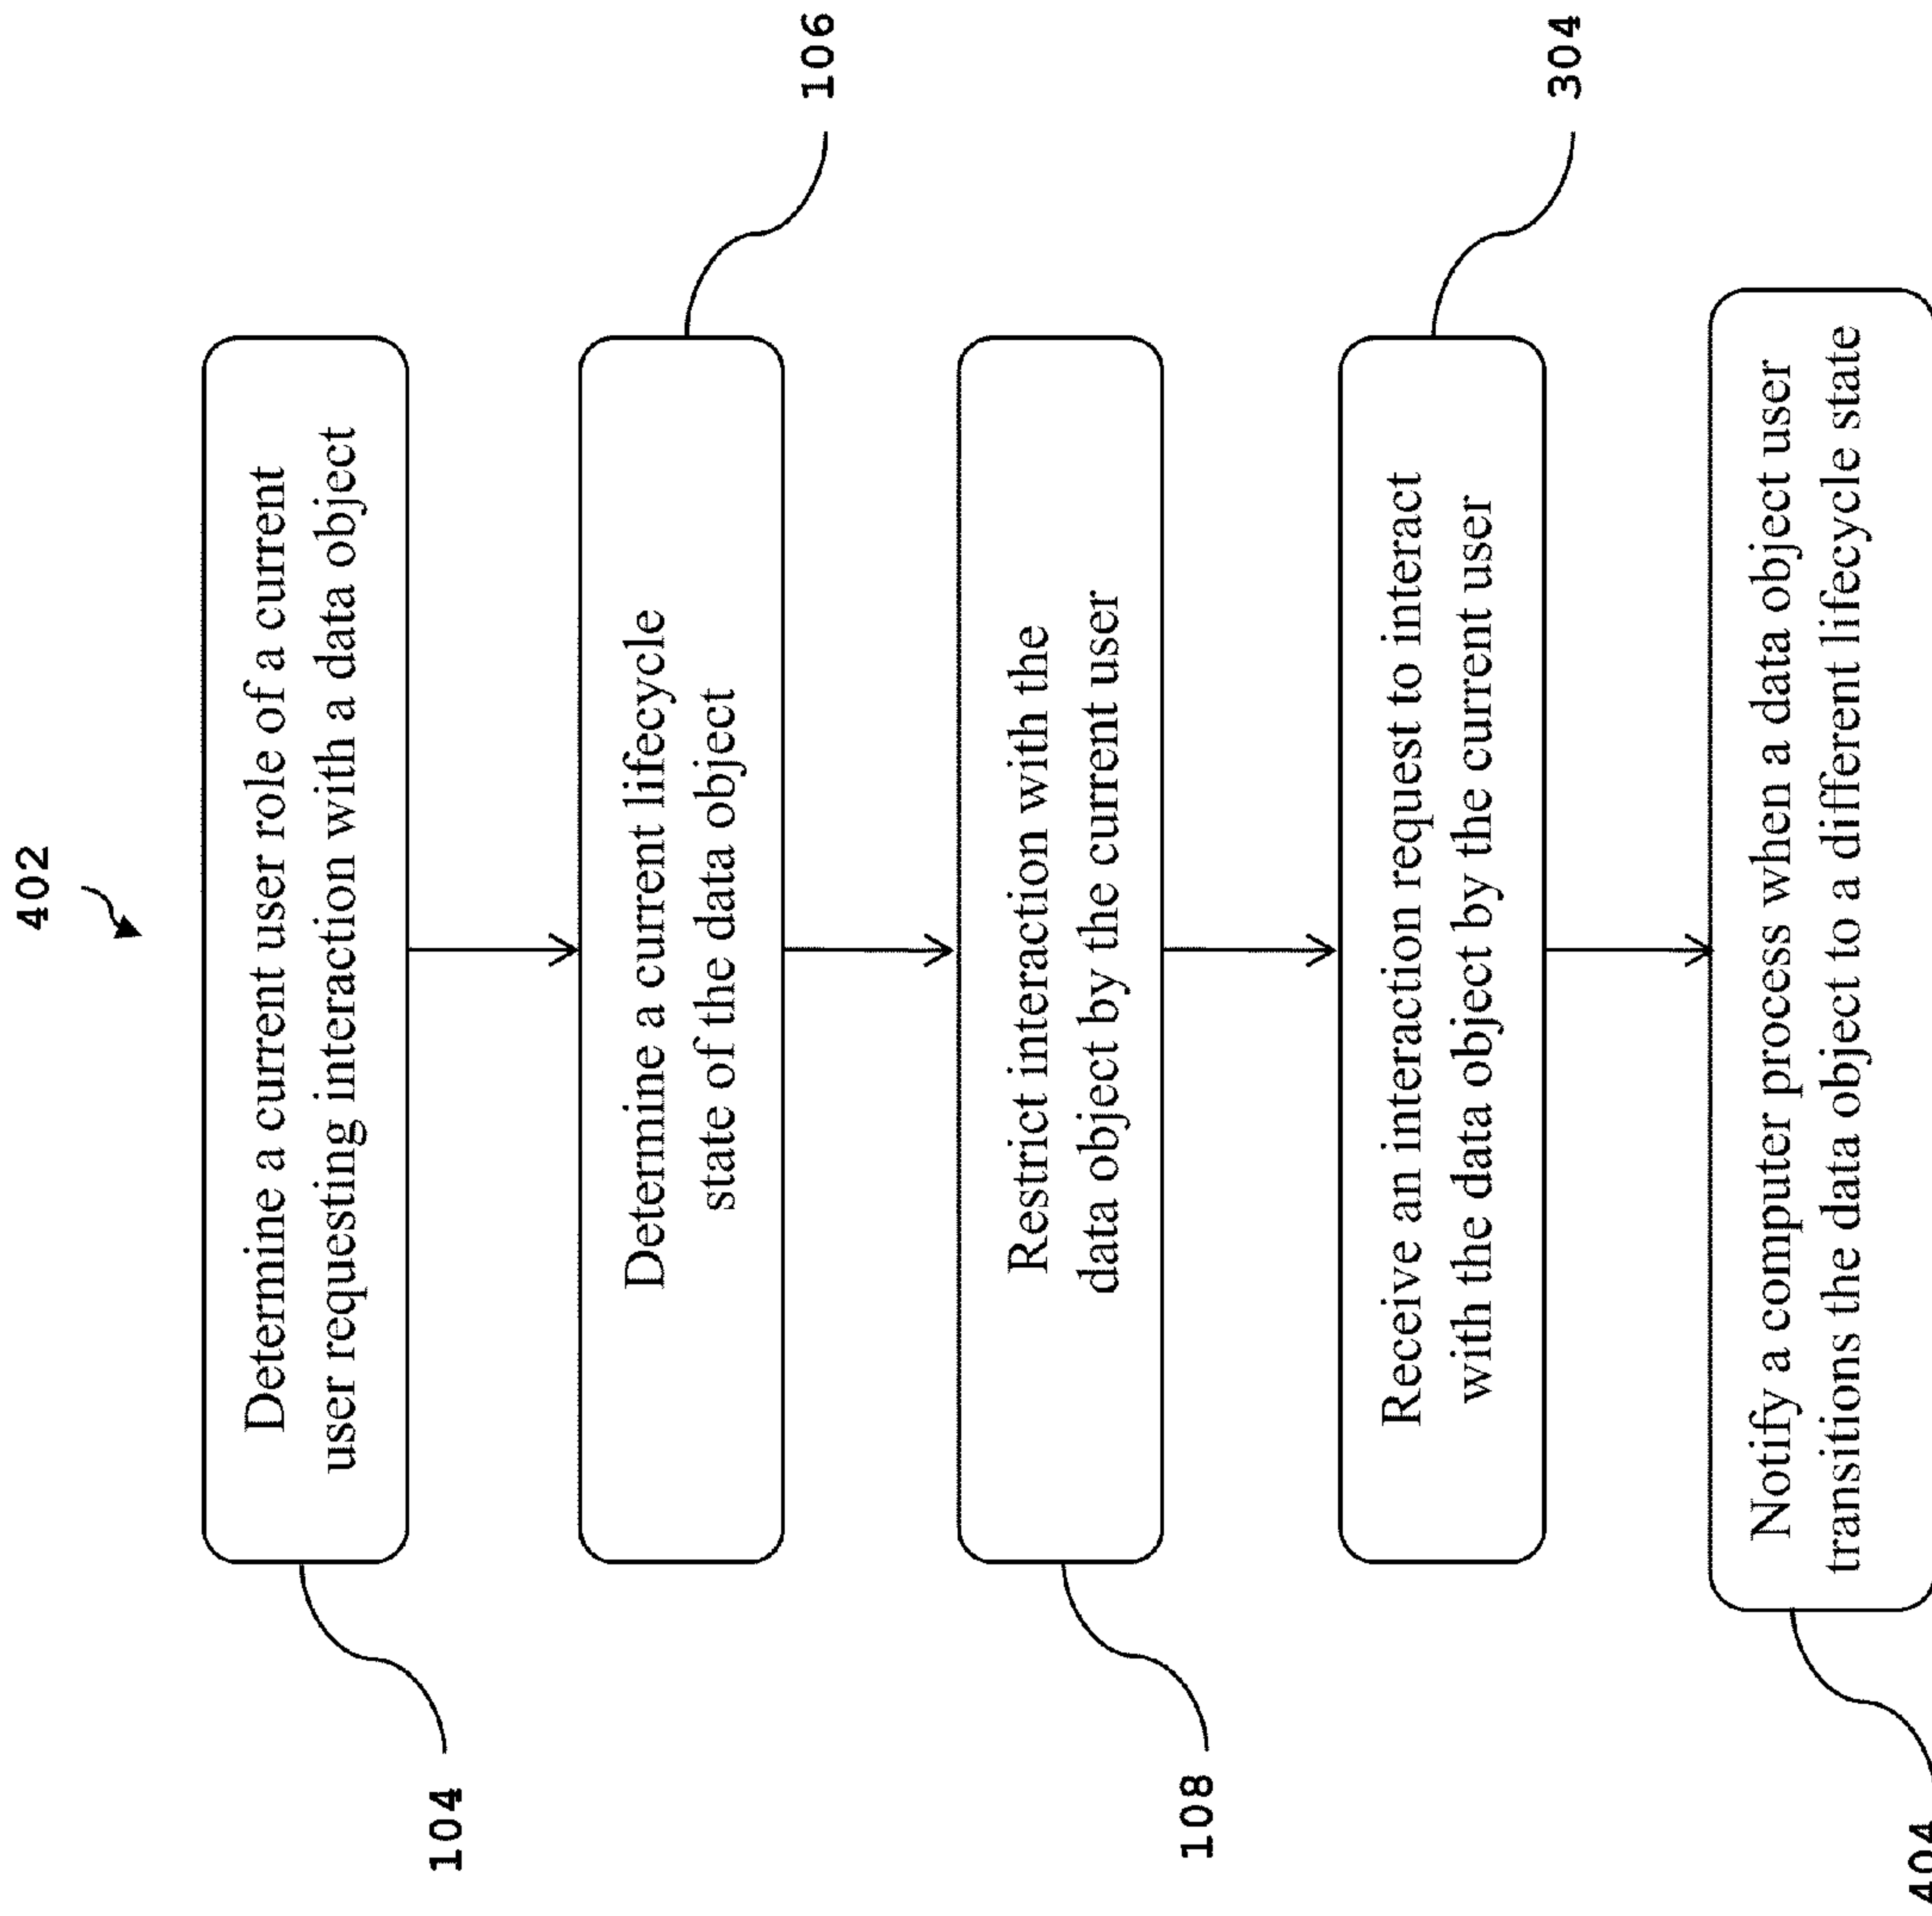 402
Determine a current user role of a current
user requesting interaction with a data object
104
Determine a current lifecycle
state of the data object
106
Restrict interaction with the
data object by the current user
108
Receive an interaction request to interact
with the data object by the current user
304
Notify a computer process when a data object user
transitions the data object to a different lifecycle state
404